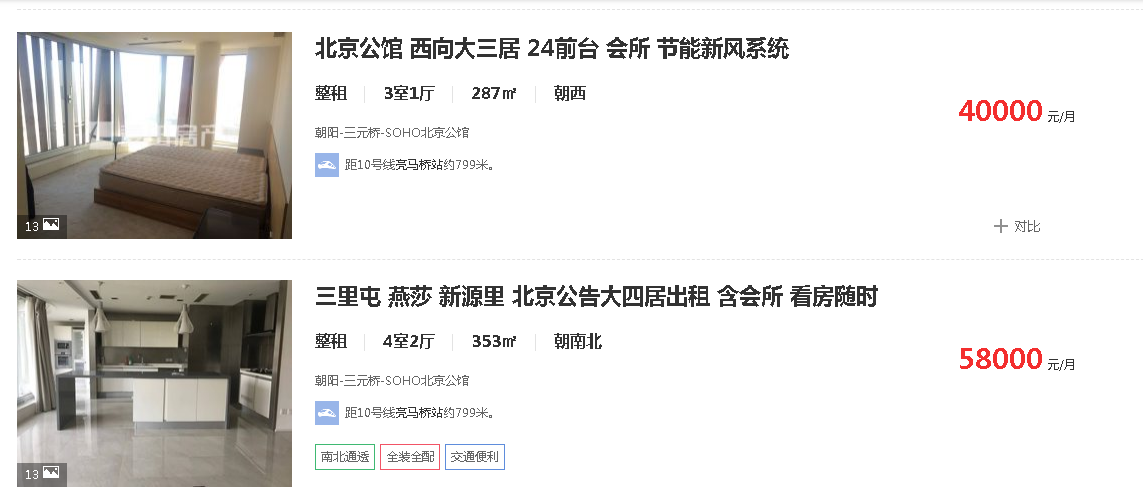 北京公馆 西向大三居 24前台 会所 节能新风系统
整租 3室1厅 287㎡ 朝西
40000 元/月
朝阳-三元桥-SOHO北京公馆
距10号线亮马桥站约799米。
13
对比
三里屯 燕莎 新源里 北京公告大四居出租 含会所 看房随时
整租 4室2厅 353㎡ 朝南北
58000 元/月
朝阳-三元桥-SOHO北京公馆
距10号线亮马桥站约799米。
南北通透 全装全配 交通便利
13